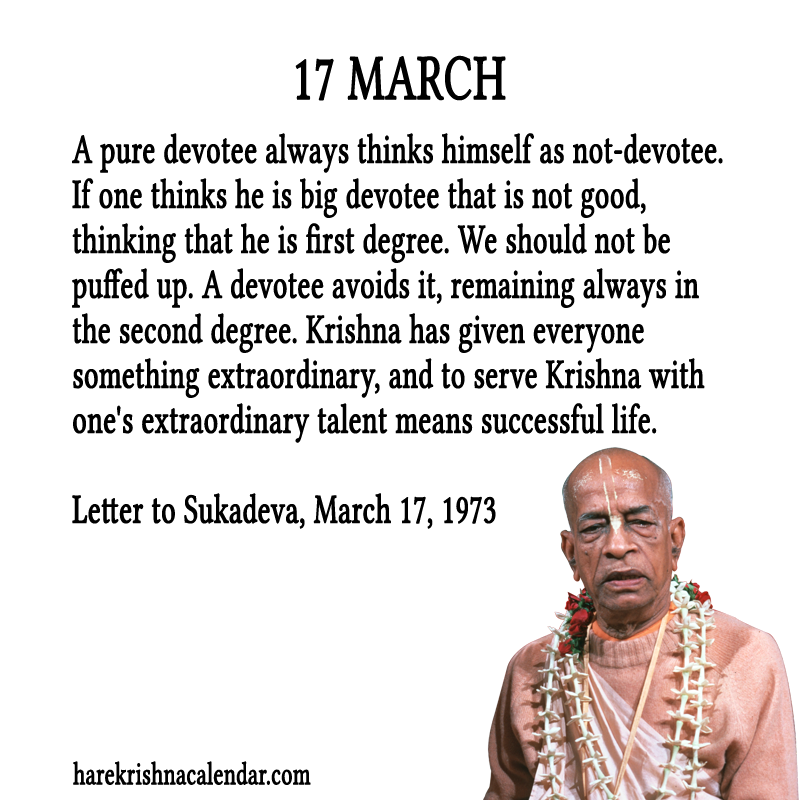 17 MARCH
A pure devotee always thinks himself as not-devotee.
If one thinks he is big devotee that is not good,
thinking that he is first degree. We should not be
puffed up. A devotee avoids it, remaining always in
the second degree. Krishna has given everyone
something extraordinary, and to serve Krishna with
one's extraordinary talent means successful life.
Letter to Sukadeva, March 17, 1973
harekrishnacalendar.com